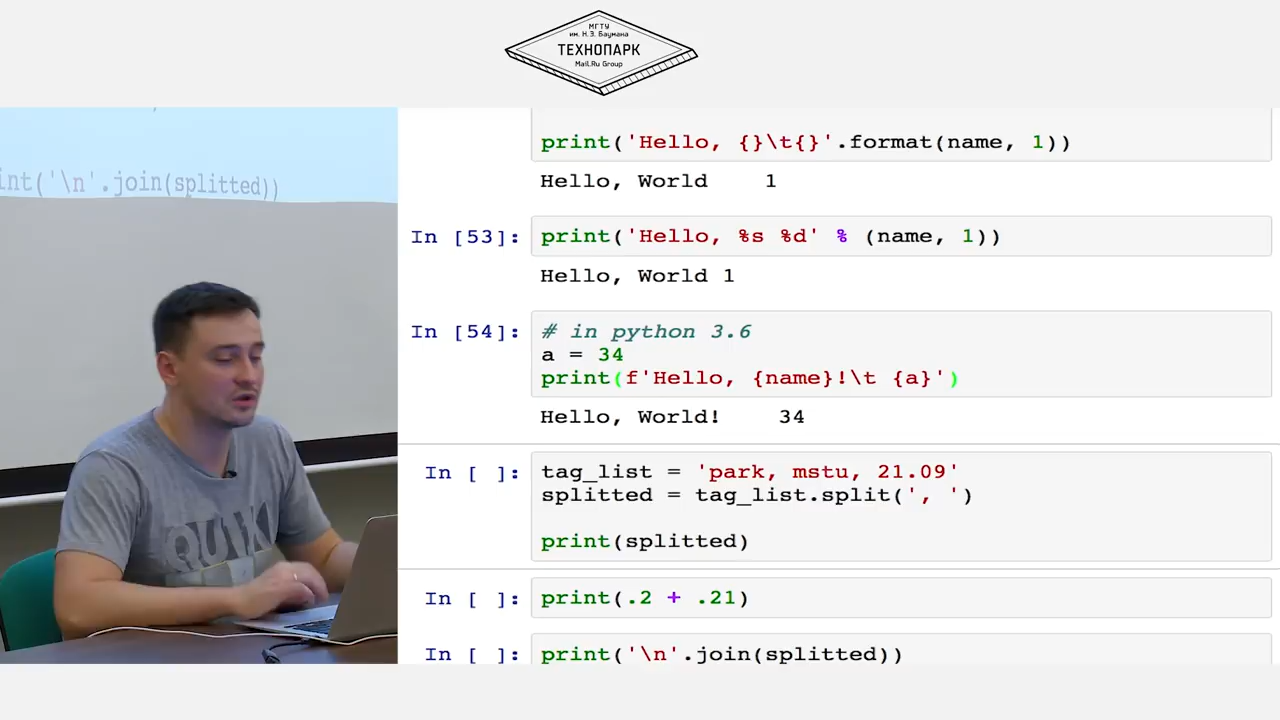 МГТУ
им. Н.Э. Баумана
ТЕХНОПАРК
Mail.Ru Group
int('\n'.join(splitted))
print('Hello, {}\t{}'.format(name, 1))
Hello, World    1
In [53]: print('Hello, %s %d' % (name, 1))
Hello, World 1
In [54]: # in python 3.6
a = 34
print(f'Hello, {name}!\t {a}')
Hello, World!    34
In [ ]: tag_list = 'park, mstu, 21.09'
splitted = tag_list.split(', ')
print(splitted)
In [ ]: print(.2 + .21)
In [ ]: print('\n'.join(splitted))